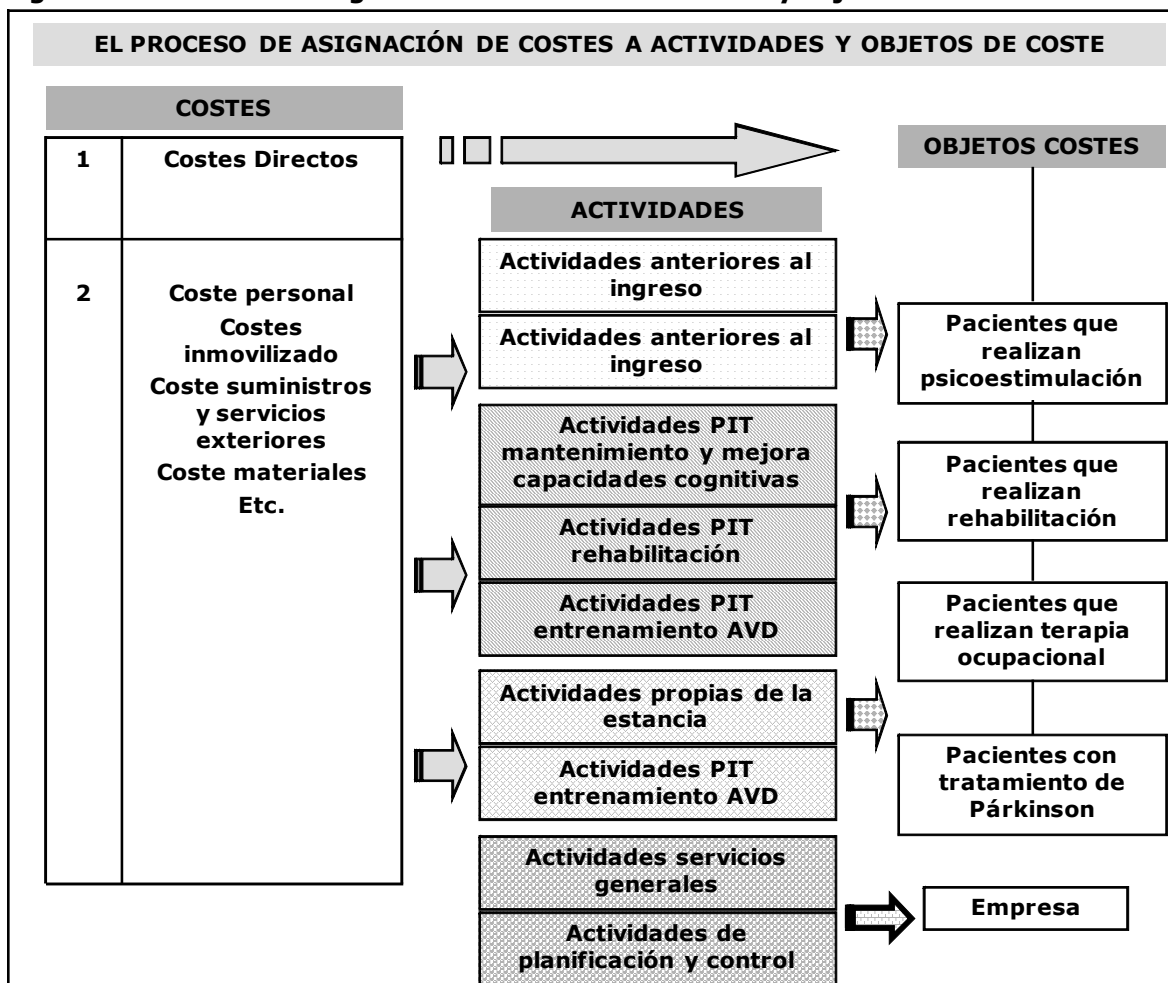 EL PROCESO DE ASIGNACIÓN DE COSTES A ACTIVIDADES Y OBJETOS DE COSTE
COSTES
1
Costes Directos
2
Coste personal
Costes
inmovilizado
Coste suministros
y servicios
exteriores
Coste materiales
Etc.
ACTIVIDADES
Actividades anteriores al
ingreso
Actividades anteriores al
ingreso
Actividades PIT
mantenimiento y mejora
capacidades cognitivas
Actividades PIT
rehabilitación
Actividades PIT
entrenamiento AVD
Actividades propias de la
estancia
Actividades PIT
entrenamiento AVD
Actividades servicios
generales
Actividades de
planificación y control
OBJETOS COSTES
Pacientes que
realizan
psicoestimulación
Pacientes que
realizan
rehabilitación
Pacientes que
realizan terapia
ocupacional
Pacientes con
tratamiento de
Párkinson
Empresa